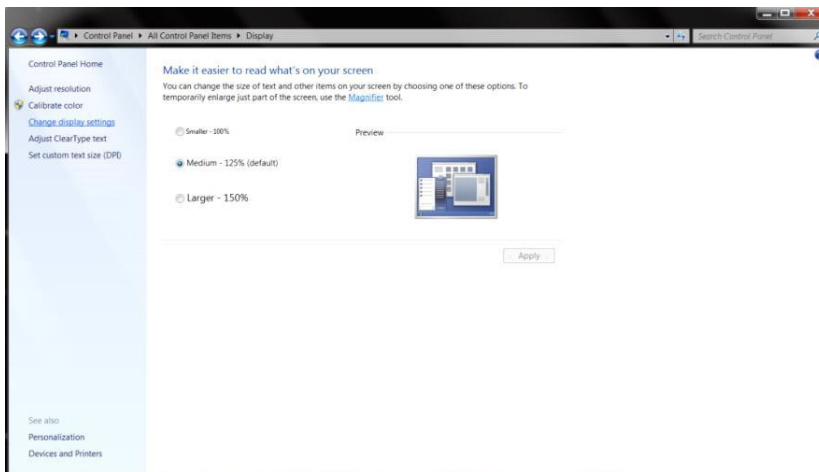 Control Panel ▸ All Control Panel Items ▸ Display
Search Control Panel
Control Panel Home
Adjust resolution
Calibrate color
Change display settings
Adjust ClearType text
Set custom text size (DPI)
Make it easier to read what's on your screen
You can change the size of text and other items on your screen by choosing one of these options. To
temporarily enlarge just part of the screen, use the Magnifier tool.
Smaller - 100%
Preview
Medium - 125% (default)
Larger - 150%
Apply
See also
Personalization
Devices and Printers